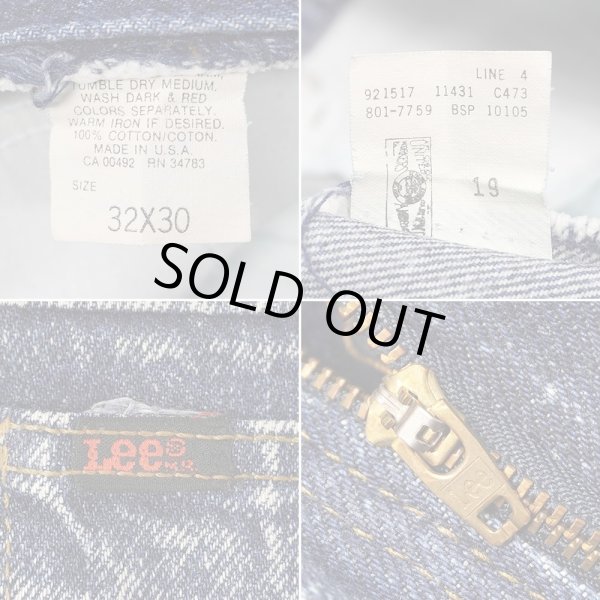 TUMBLE DRY MEDIUM,
WASH DARK & RED
COLORS SEPARATELY.
WARM IRON IF DESIRED.
100% COTTON/COTON.
MADE IN U.S.A.
CA 00492 RN 34783
SIZE
32X30
LINE 4
921517 11431 C473
801-7759 BSP 10105
19
SOLD OUT
Lee
Lee